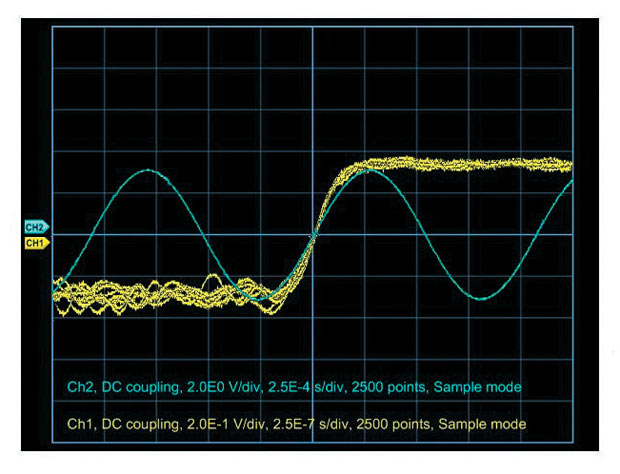 CH2
CH1
Ch2, DC coupling, 2.0E0 V/div, 2.5E-4 s/div, 2500 points, Sample mode
Ch1, DC coupling, 2.0E-1 V/div, 2.5E-7 s/div, 2500 points, Sample mode